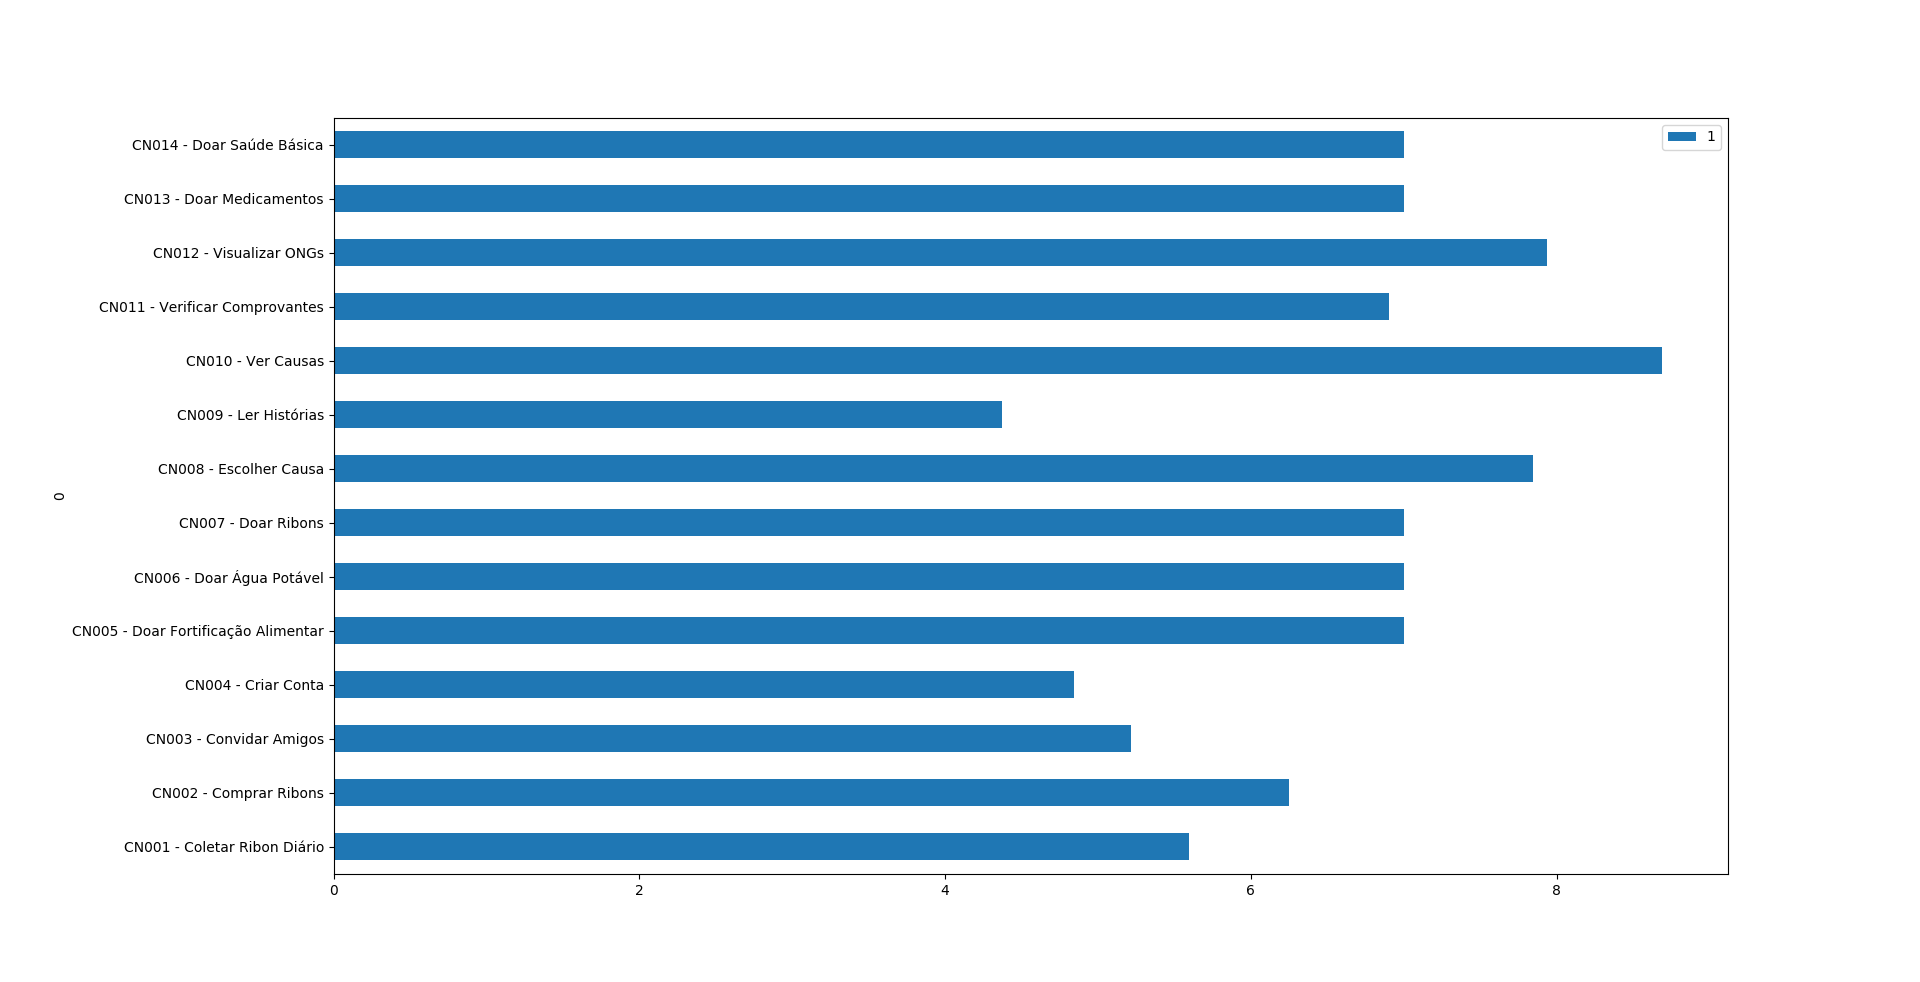 1
CN014 - Doar Saúde Básica
CN013 - Doar Medicamentos
CN012 - Visualizar ONGs
CN011 - Verificar Comprovantes
CN010 - Ver Causas
CN009 - Ler Histórias
CN008 - Escolher Causa
0
CN007 - Doar Ribons
CN006 - Doar Água Potável
CN005 - Doar Fortificação Alimentar
CN004 - Criar Conta
CN003 - Convidar Amigos
CN002 - Comprar Ribons
CN001 - Coletar Ribon Diário
0 2 4 6 8